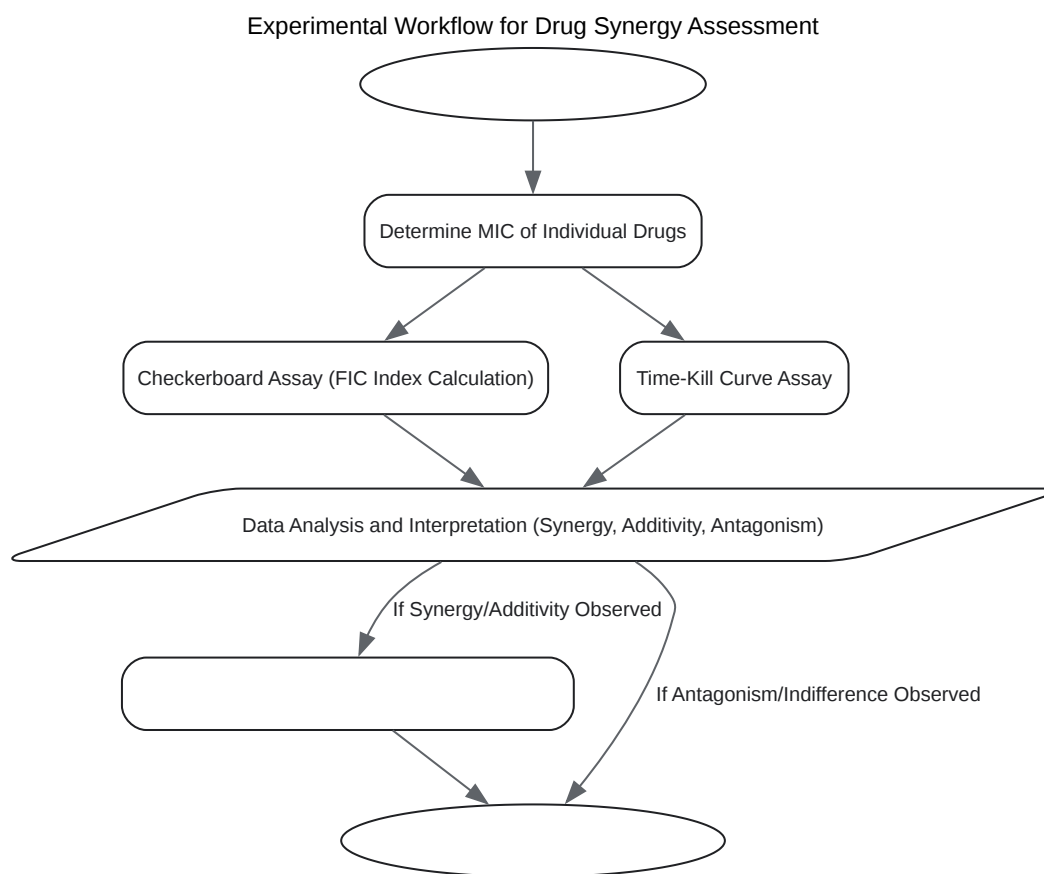 Experimental Workflow for Drug Synergy Assessment
Determine MIC of Individual Drugs
Checkerboard Assay (FIC Index Calculation)
Time-Kill Curve Assay
Data Analysis and Interpretation (Synergy, Additivity, Antagonism)
If Synergy/Additivity Observed
If Antagonism/Indifference Observed